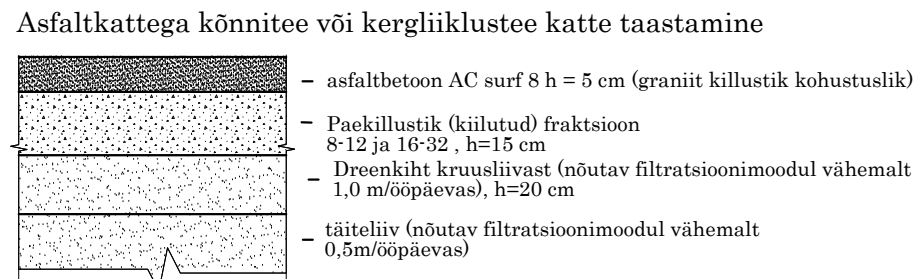 Asfaltkattega kõnnitee või kergliiklustee katte taastamine
– asfaltbetoon AC surf 8 h = 5 cm (graniit killustik kohustuslik)
– Paekillustik (kiilutud) fraktsioon
8-12 ja 16-32 , h=15 cm
– Dreenkiht kruusliivast (nõutav filtratsioonimoodul vähemalt
1,0 m/ööpäevas), h=20 cm
– täiteliiv (nõutav filtratsioonimoodul vähemalt
0,5m/ööpäevas)